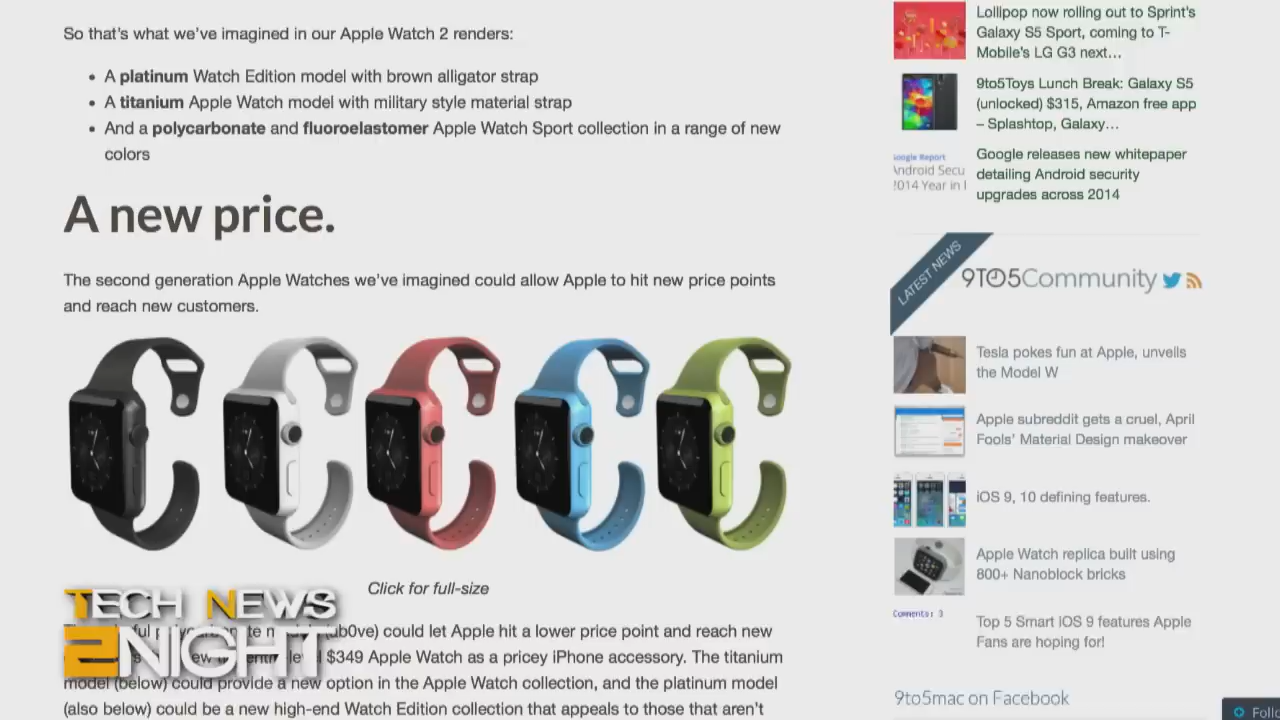 So that's what we've imagined in our Apple Watch 2 renders:
• A platinum Watch Edition model with brown alligator strap
• A titanium Apple Watch model with military style material strap
• And a polycarbonate and fluoroelastomer Apple Watch Sport collection in a range of new
colors
A new price.
The second generation Apple Watches we've imagined could allow Apple to hit new price points
and reach new customers.
Click for full-size
could let Apple hit a lower price point and reach new
$349 Apple Watch as a pricey iPhone accessory. The titanium
model (below) could provide a new option in the Apple Watch collection, and the platinum model
(also below) could be a new high-end Watch Edition collection that appeals to those that aren't
TECH NEWS
2NIGHT
Lollipop now rolling out to Sprint's
Galaxy S5 Sport, coming to T-
Mobile's LG G3 next…
9to5Toys Lunch Break: Galaxy S5
(unlocked) $315, Amazon free app
– Splashtop, Galaxy…
Google Report
Android Secu
2014 Year in
Google releases new whitepaper
detailing Android security
upgrades across 2014
LATEST NEWS
9TO5Community
Tesla pokes fun at Apple, unveils
the Model W
Apple subreddit gets a cruel, April
Fools' Material Design makeover
iOS 9, 10 defining features.
Apple Watch replica built using
800+ Nanoblock bricks
Comments: 3
Top 5 Smart iOS 9 features Apple
Fans are hoping for!
9to5mac on Facebook
Follo